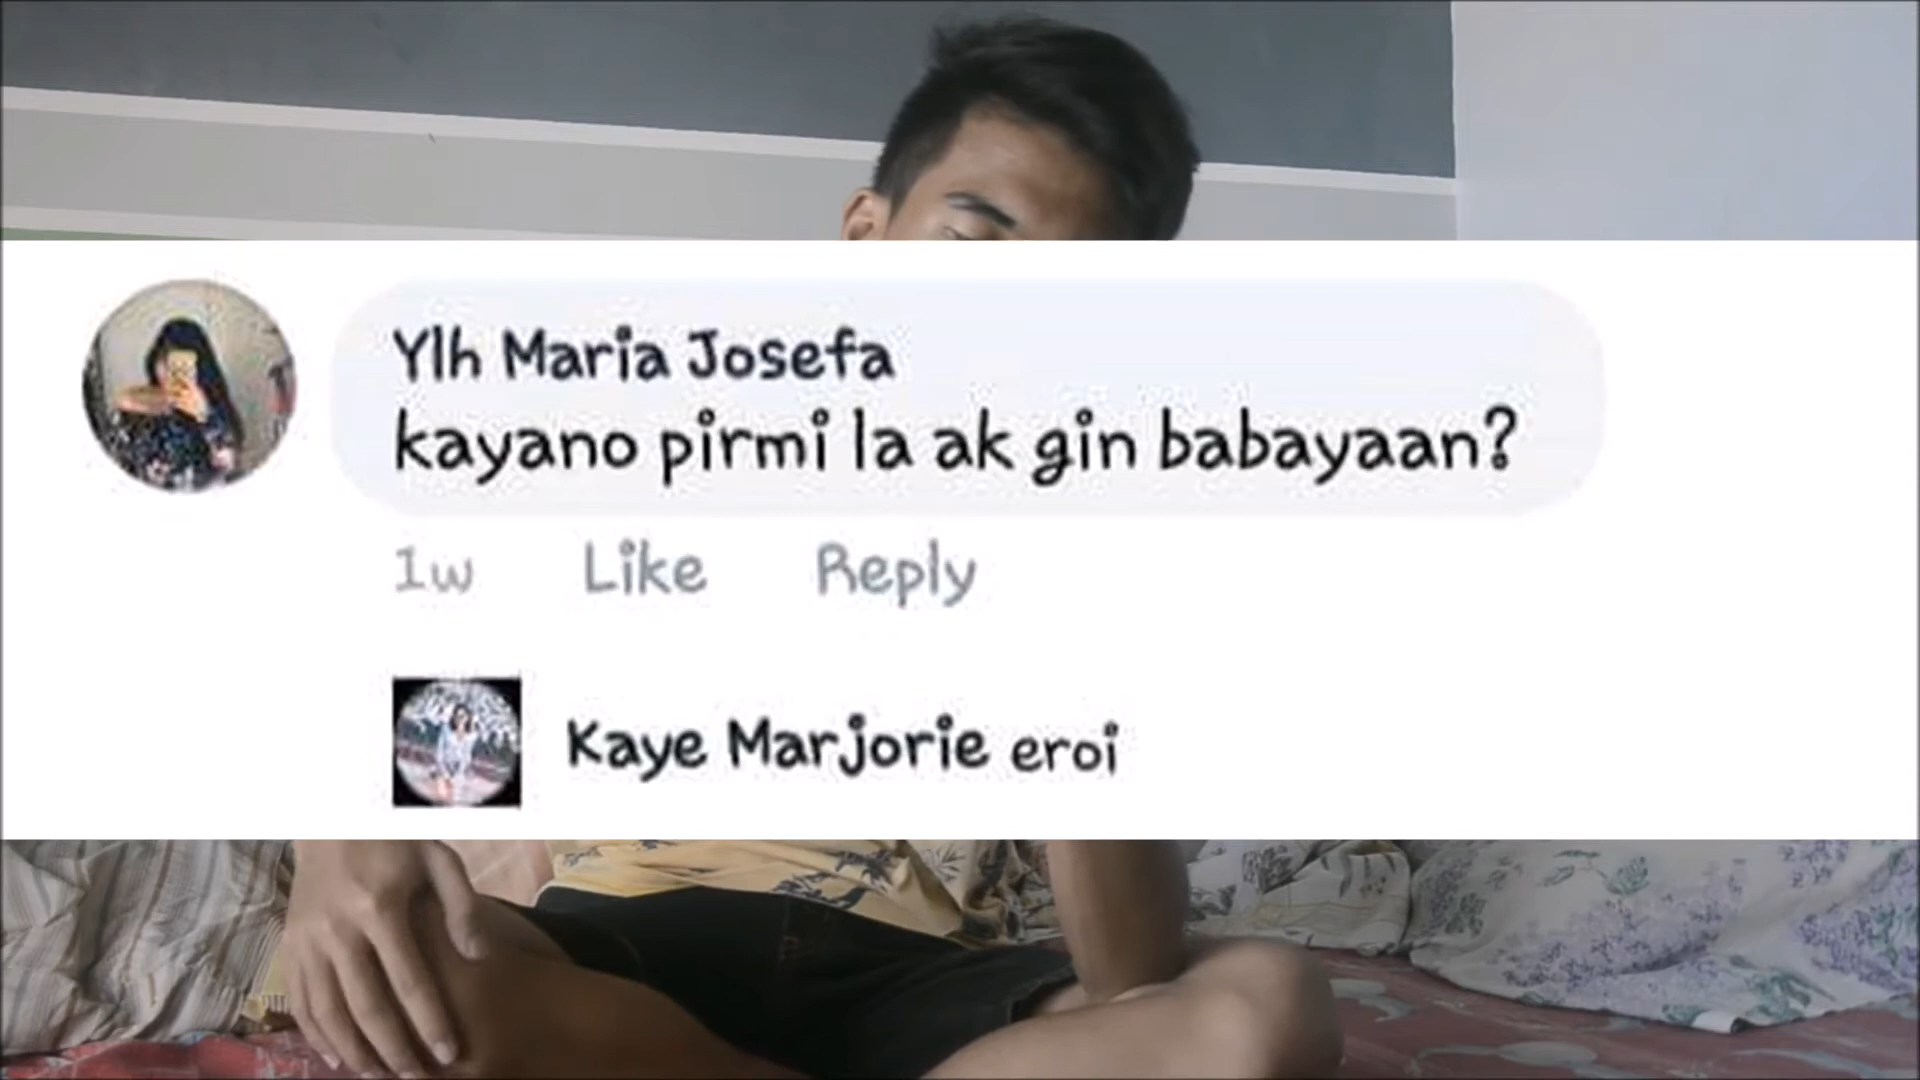 Ylh Maria Josefa
kayano pirmi la ak gin babayaan?
1w Like Reply
Kaye Marjorie eroi